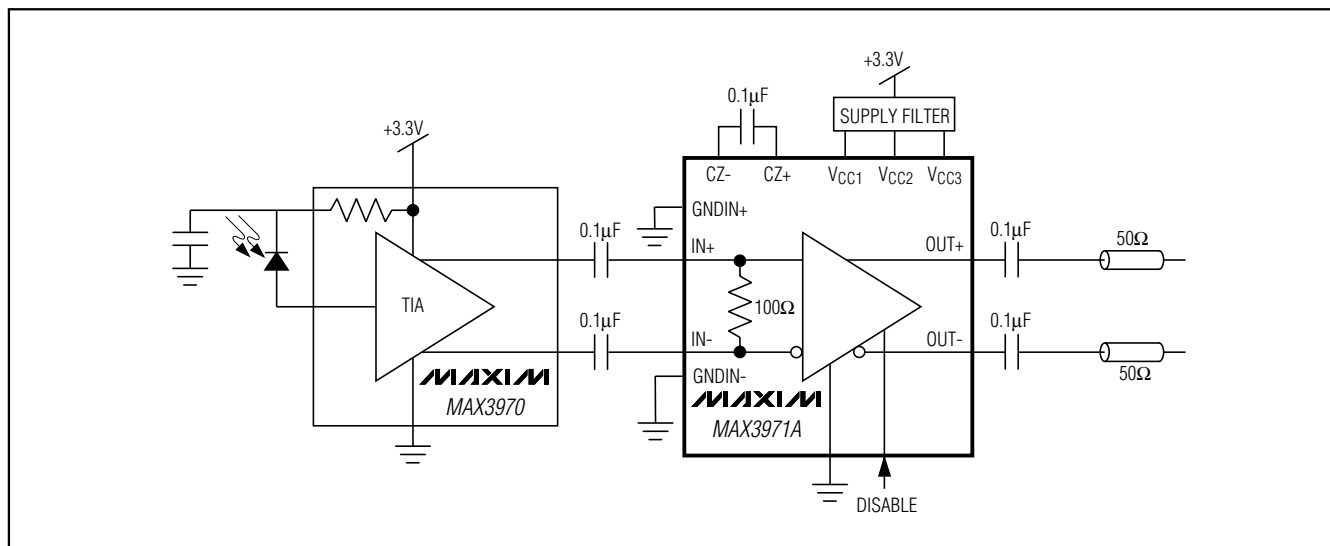 +3.3V
0.1µF
SUPPLY FILTER
+3.3V
CZ-
CZ+
VCC1
VCC2
VCC3
GNDIN+
0.1µF
IN+
OUT+
0.1µF
50Ω
TIA
100Ω
0.1µF
IN-
OUT-
0.1µF
50Ω
GNDIN-
MAXIM
MAX3970
MAXIM
MAX3971A
DISABLE